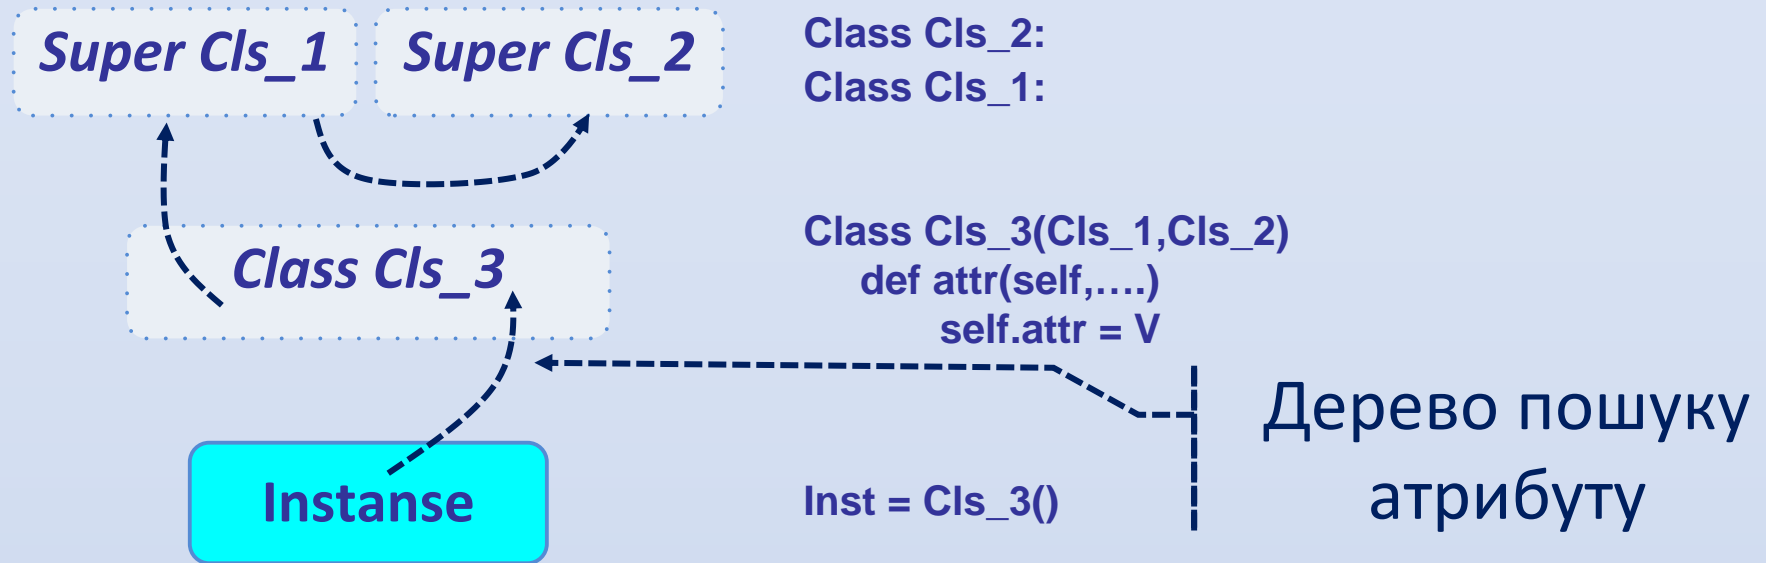 Super Cls_1
Super Cls_2
Class Cls_2:
Class Cls_1:
Class Cls_3
Class Cls_3(Cls_1,Cls_2)
def attr(self,....)
self.attr = V
Дерево пошуку
атрибуту
Instanse
Inst = Cls_3()